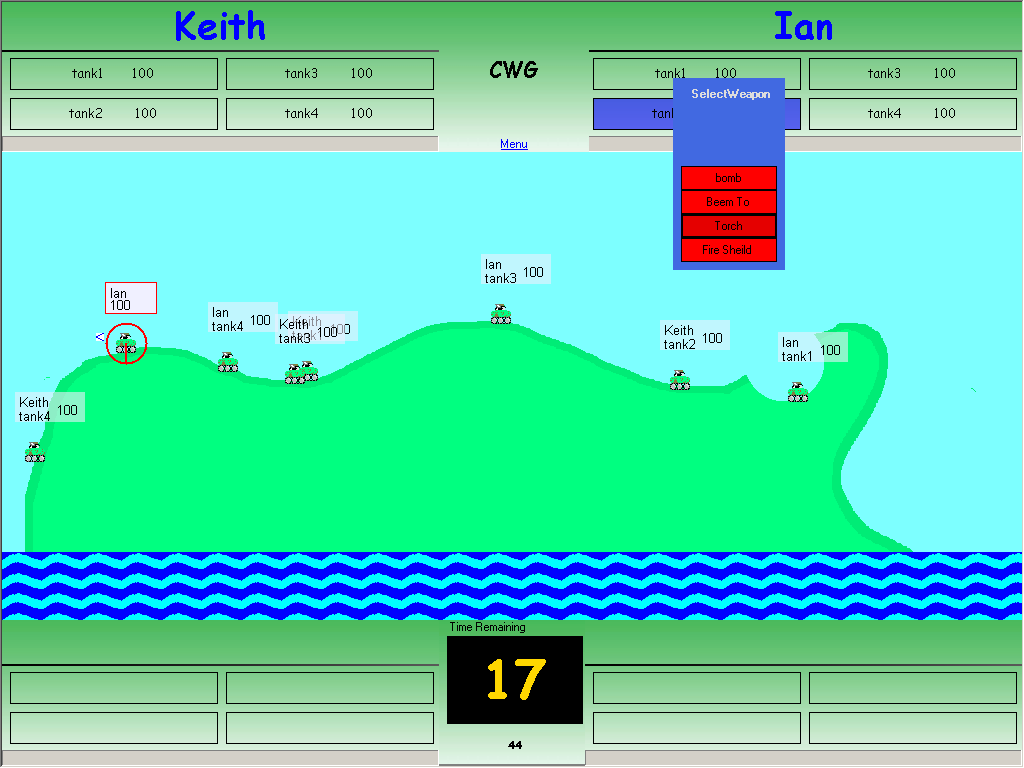 Keith
Ian
CWG
tank1 100
tank3 100
tank1 100
tank3 100
tank2 100
tank4 100
tank4 100
Menu
SelectWeapon
bomb
Beem To
Torch
Fire Sheild
Ian
tank3 100
Ian
100
<
Ian
tank4 100
Keith
tank3 100
Keith
Keith
tank2 100
Ian
tank1 100
Keith
tank4 100
Time Remaining
17
44